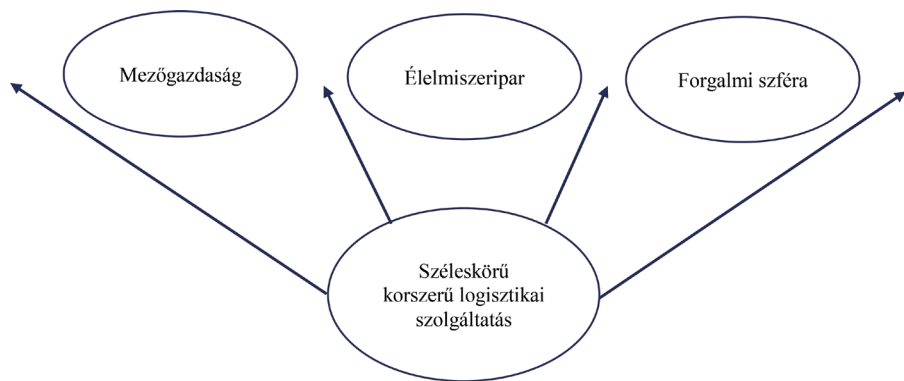 Mezőgazdaság
Élelmiszeripar
Forgalmi szféra
Széleskörű
korszerű logisztikai
szolgáltatás